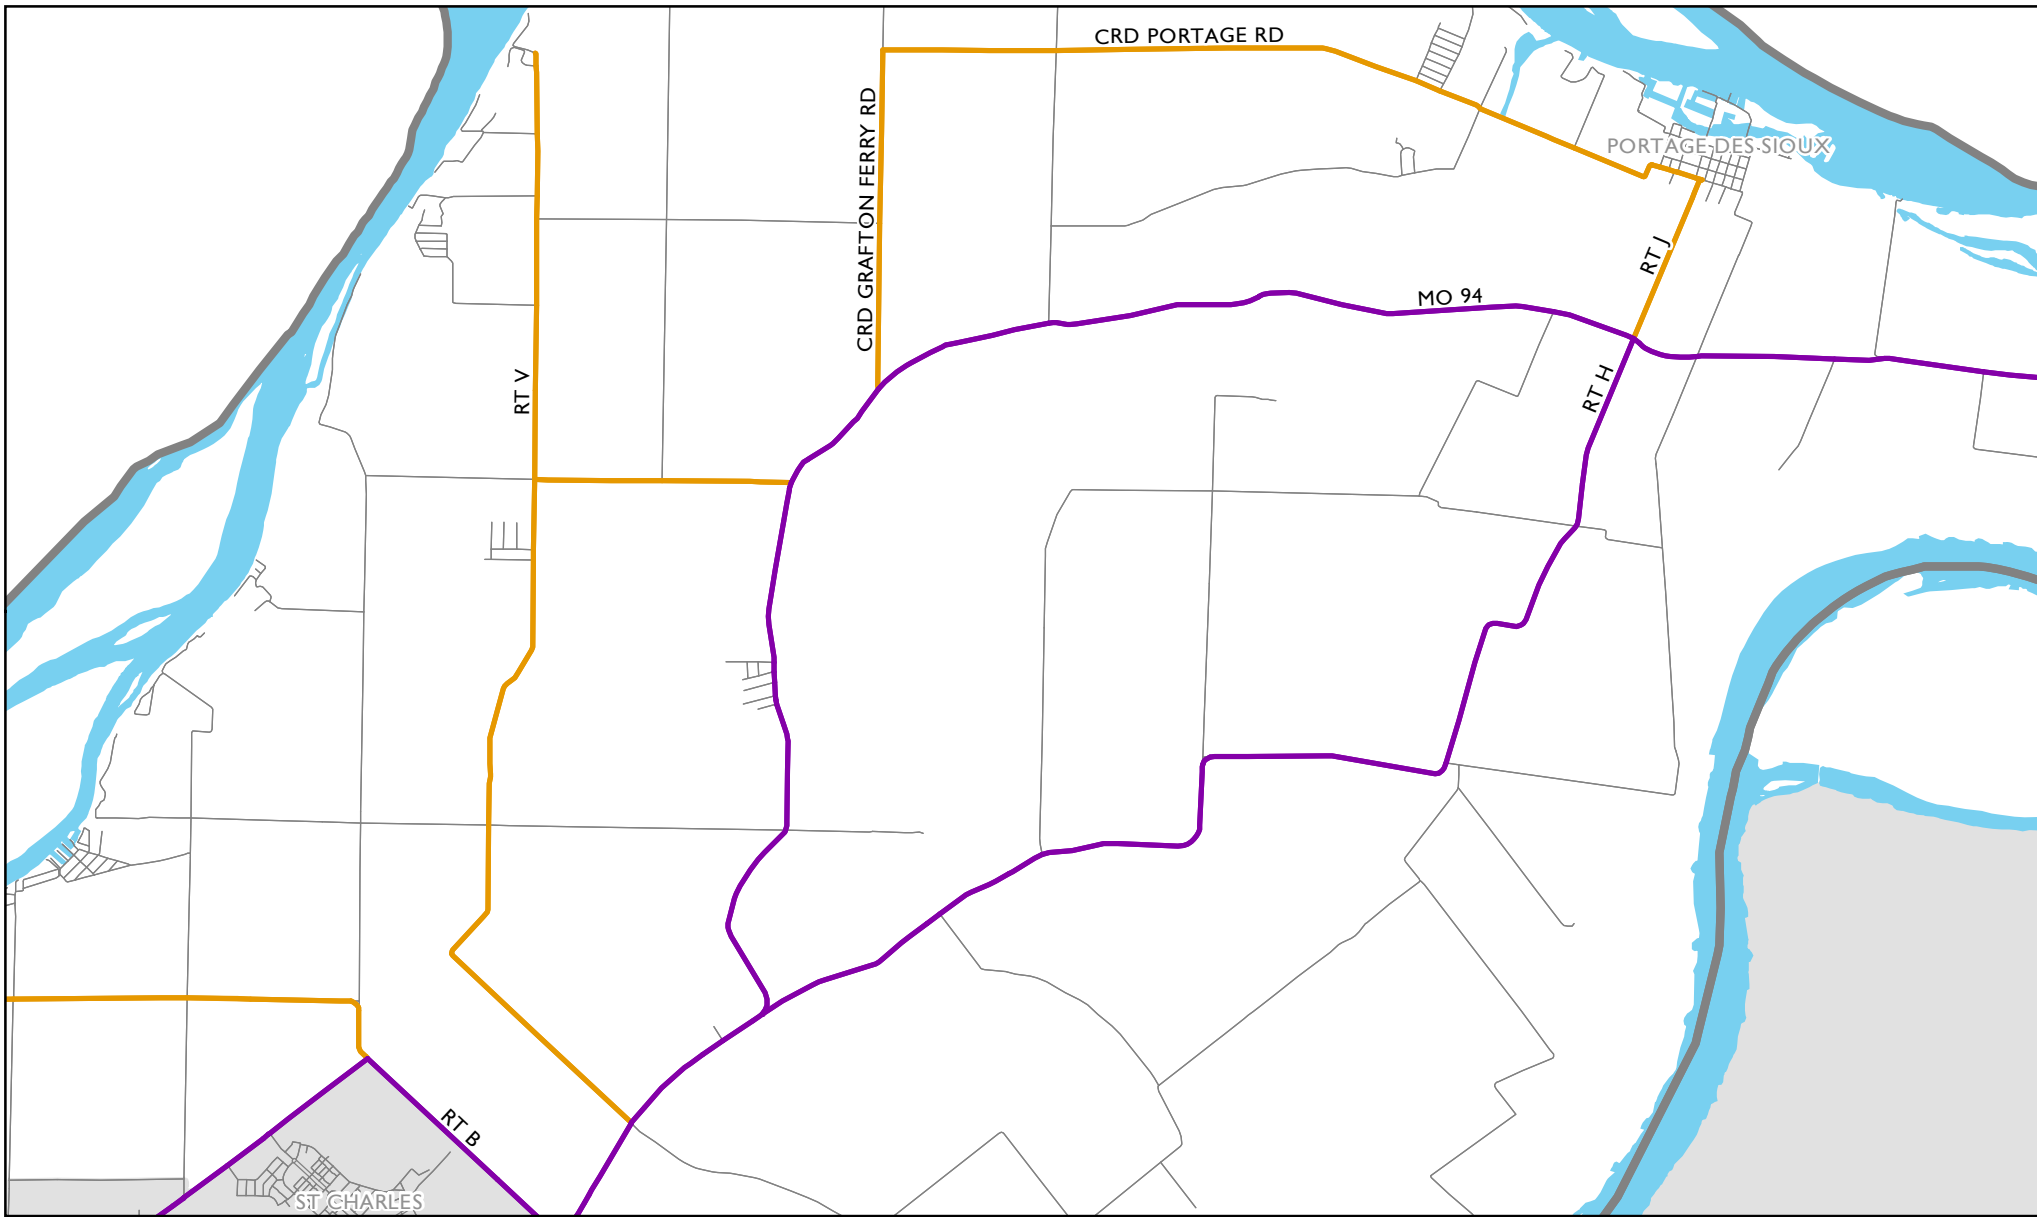 CRD PORTAGE RD
CRD GRAFTON FERRY RD
PORTAGE DES SIOUX
RT J
MO 94
RT V
RT H
RT B
ST CHARLES